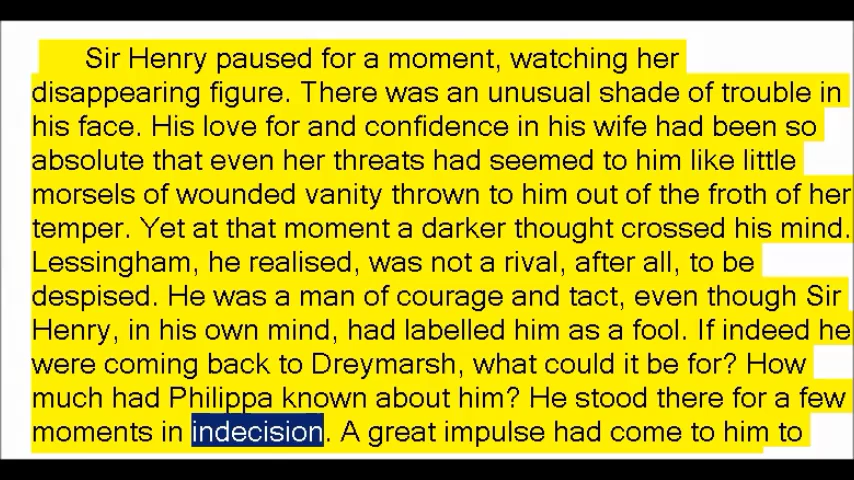 Sir Henry paused for a moment, watching her
disappearing figure. There was an unusual shade of trouble in
his face. His love for and confidence in his wife had been so
absolute that even her threats had seemed to him like little
morsels of wounded vanity thrown to him out of the froth of her
temper. Yet at that moment a darker thought crossed his mind.
Lessingham, he realised, was not a rival, after all, to be
despised. He was a man of courage and tact, even though Sir
Henry, in his own mind, had labelled him as a fool. If indeed he
were coming back to Dreymarsh, what could it be for? How
much had Philippa known about him? He stood there for a few
moments in indecision. A great impulse had come to him to